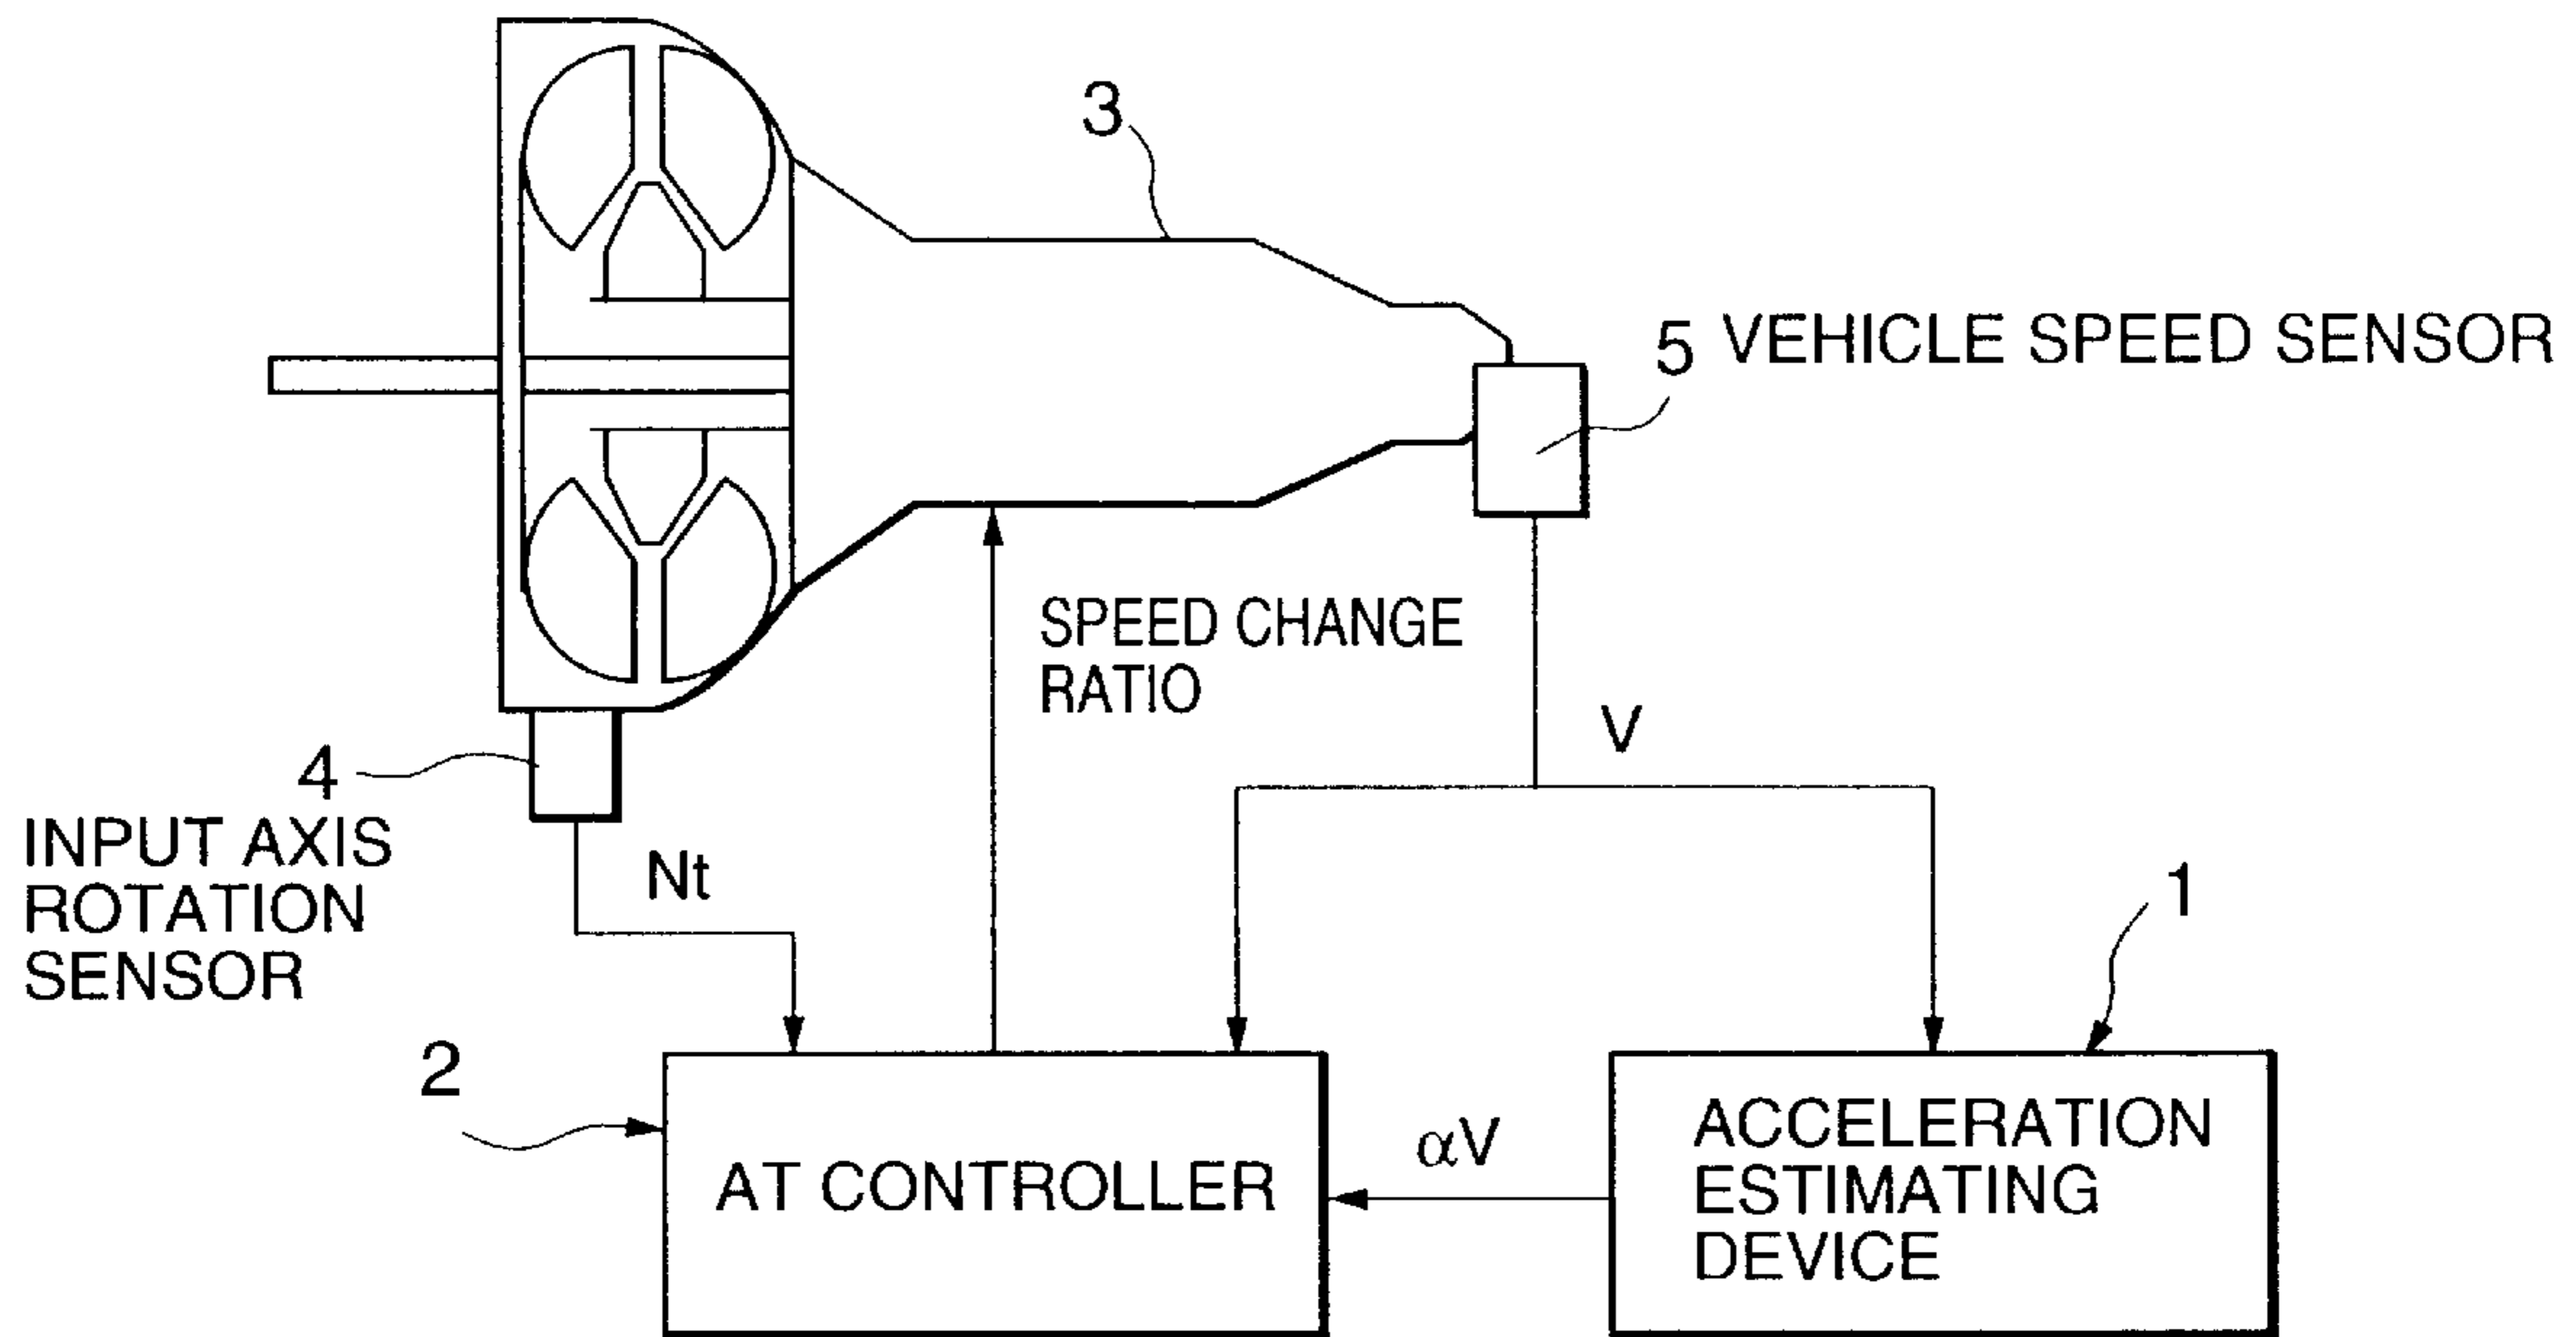 3
5 VEHICLE SPEED SENSOR
SPEED CHANGE
RATIO
V
4
INPUT AXIS
ROTATION
SENSOR
Nt
1
2
AT CONTROLLER
αV
ACCELERATION
ESTIMATING
DEVICE